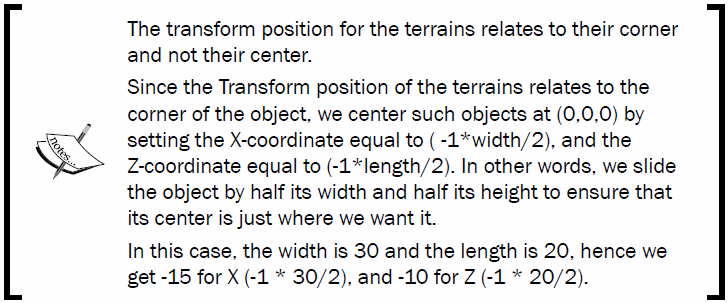 The transform position for the terrains relates to their corner
and not their center.
Since the Transform position of the terrains relates to the
corner of the object, we center such objects at (0,0,0) by
setting the X-coordinate equal to ( -1*width/2), and the
Z-coordinate equal to (-1*length/2). In other words, we slide
the object by half its width and half its height to ensure that
its center is just where we want it.
In this case, the width is 30 and the length is 20, hence we
get -15 for X (-1 * 30/2), and -10 for Z (-1 * 20/2).
notes...